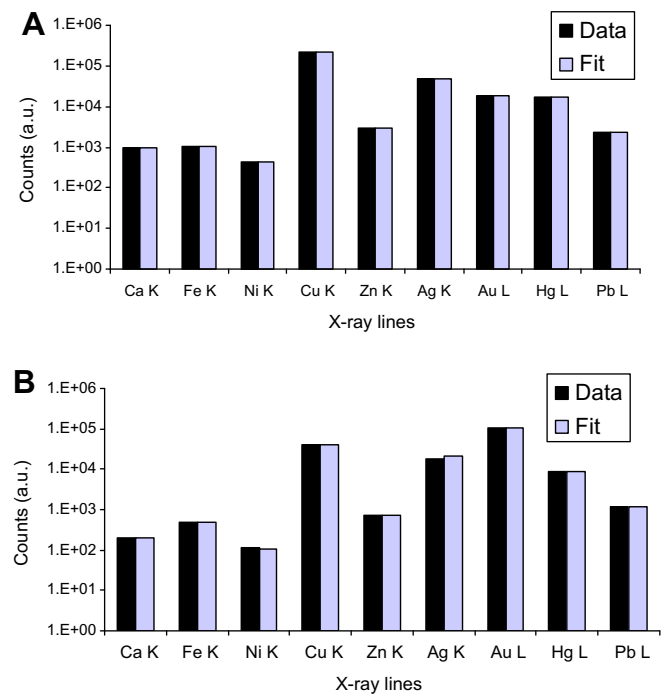 A
Data
Fit
1.E+06
1.E+05
1.E+04
1.E+03
1.E+02
1.E+01
1.E+00
Counts (a.u.)
Ca K Fe K Ni K Cu K Zn K Ag K Au L Hg L Pb L
X-ray lines
B
Data
Fit
1.E+06
1.E+05
1.E+04
1.E+03
1.E+02
1.E+01
1.E+00
Counts (a.u.)
Ca K Fe K Ni K Cu K Zn K Ag K Au L Hg L Pb L
X-ray lines